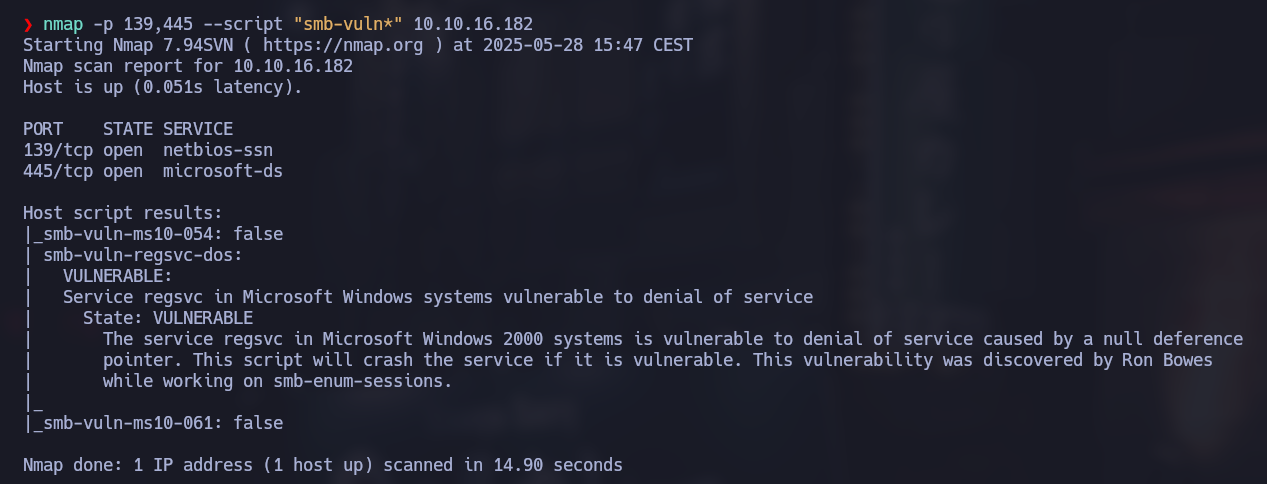 ❯ nmap -p 139,445 --script "smb-vuln*" 10.10.16.182
Starting Nmap 7.94SVN ( https://nmap.org ) at 2025-05-28 15:47 CEST
Nmap scan report for 10.10.16.182
Host is up (0.051s latency).

PORT    STATE SERVICE
139/tcp open  netbios-ssn
445/tcp open  microsoft-ds

Host script results:
|_smb-vuln-ms10-054: false
| smb-vuln-regsvc-dos:
|   VULNERABLE:
|   Service regsvc in Microsoft Windows systems vulnerable to denial of service
|     State: VULNERABLE
|       The service regsvc in Microsoft Windows 2000 systems is vulnerable to denial of service caused by a null deference
|       pointer. This script will crash the service if it is vulnerable. This vulnerability was discovered by Ron Bowes
|       while working on smb-enum-sessions.
|_
|_smb-vuln-ms10-061: false

Nmap done: 1 IP address (1 host up) scanned in 14.90 seconds